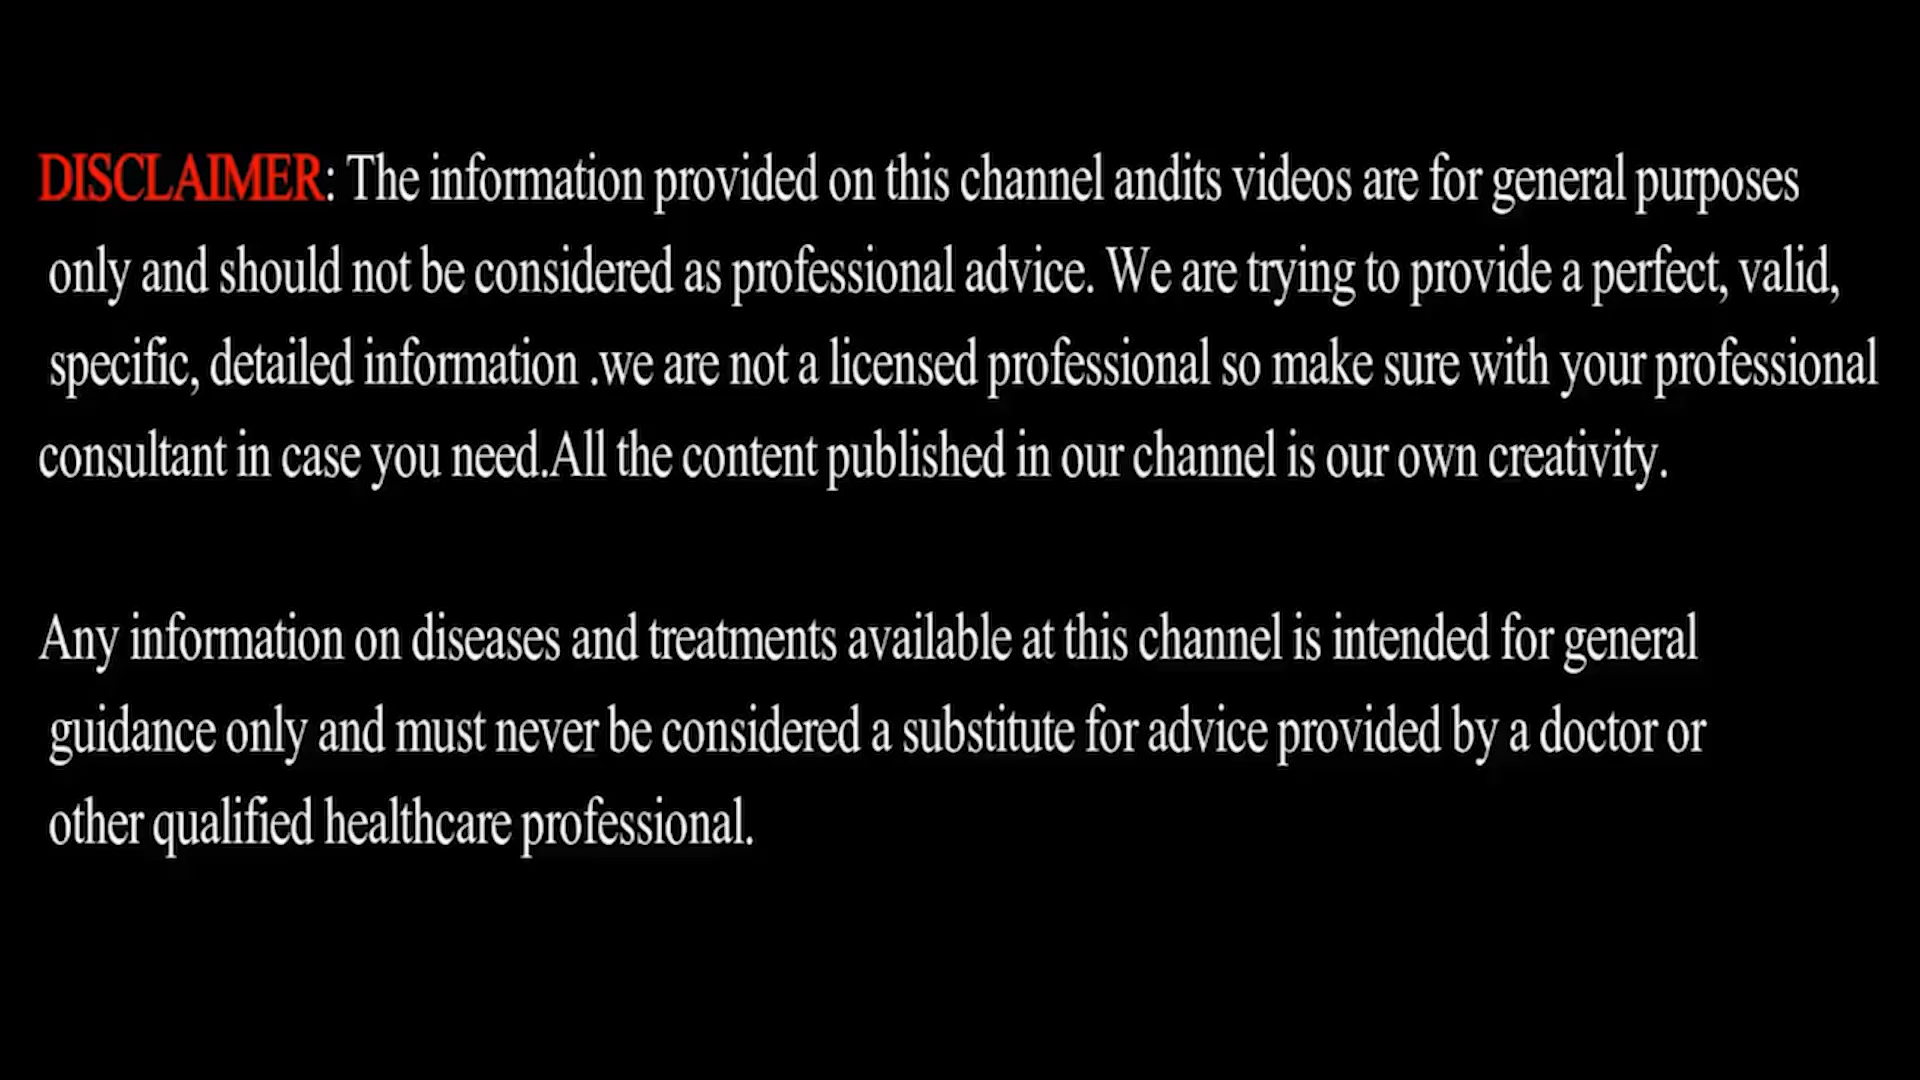 DISCLAIMER: The information provided on this channel andits videos are for general purposes
only and should not be considered as professional advice. We are trying to provide a perfect, valid,
specific, detailed information .we are not a licensed professional so make sure with your professional
consultant in case you need.All the content published in our channel is our own creativity.
Any information on diseases and treatments available at this channel is intended for general
guidance only and must never be considered a substitute for advice provided by a doctor or
other qualified healthcare professional.